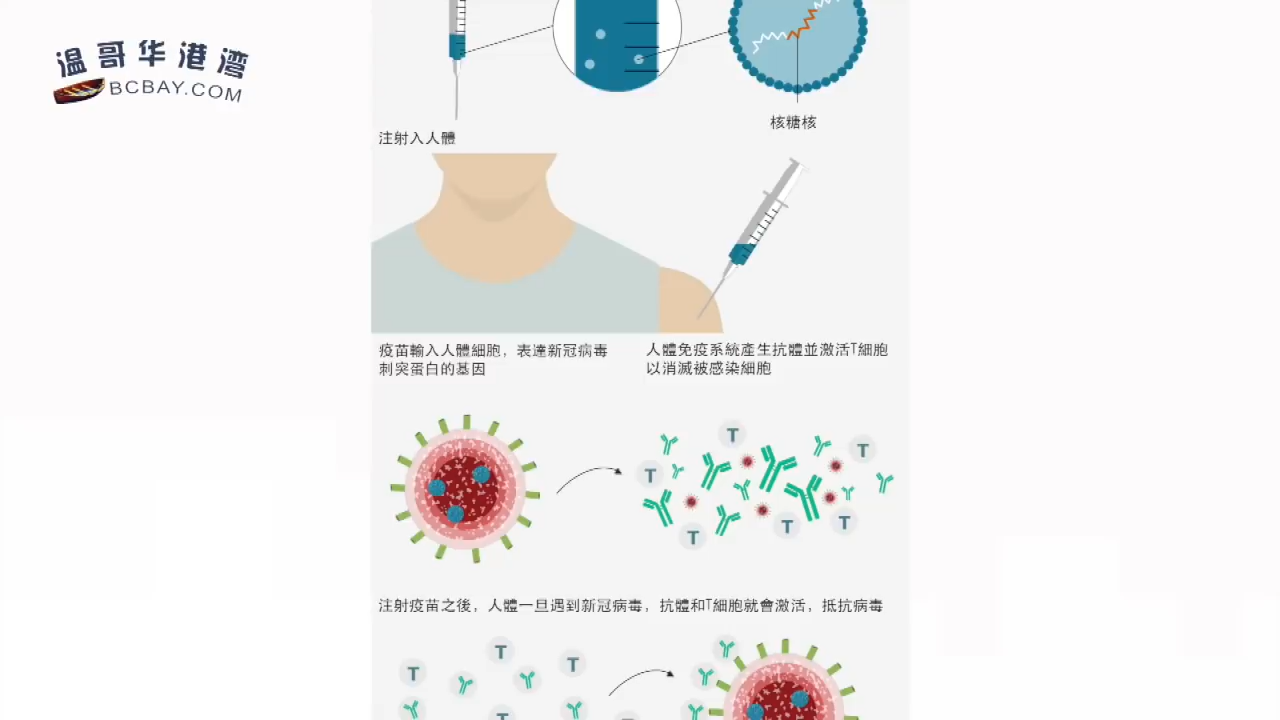 温哥华港湾
BCBAY.COM
核糖核
注射入人體
疫苗輸入人體細胞，表達新冠病毒
刺突蛋白的基因
人體免疫系統產生抗體並激活T細胞
以消滅被感染細胞
T
T
T
T
T
T
注射疫苗之後，人體一旦遇到新冠病毒，抗體和T細胞就會激活，抵抗病毒
T
T
T
T